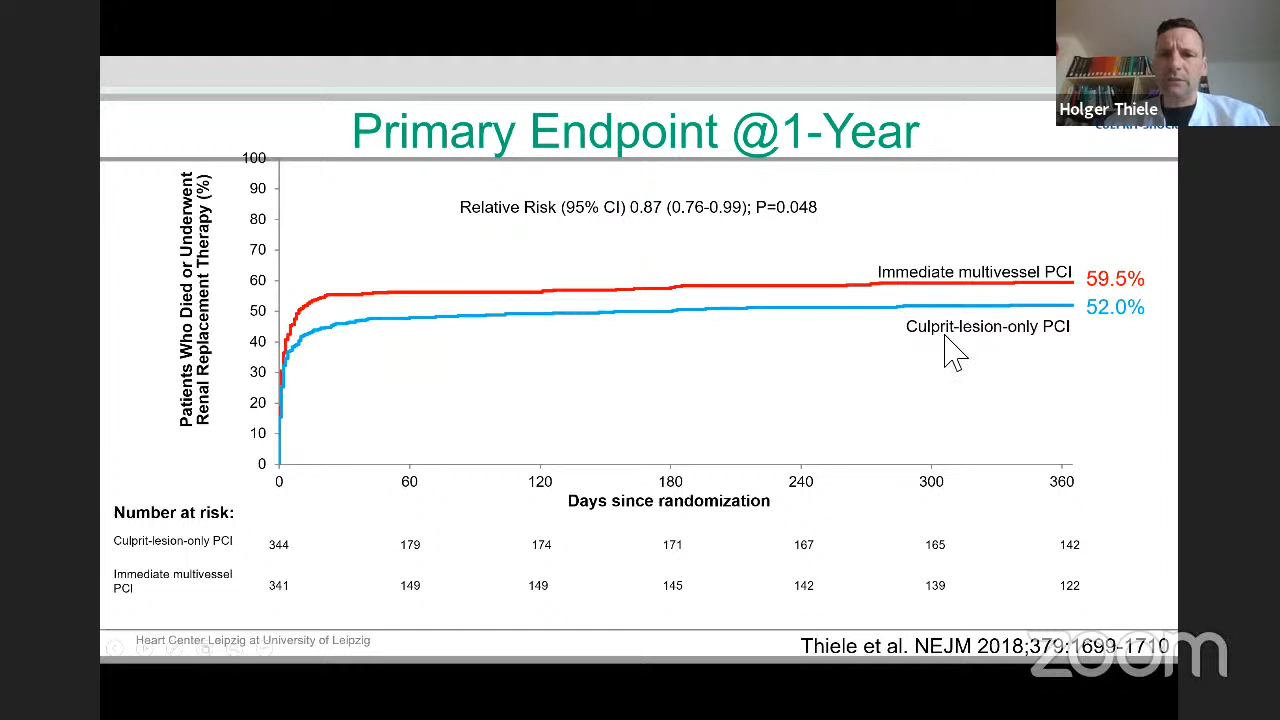 Holger Thiele
CULPRIT-SHOCK
Primary Endpoint @1-Year
Patients Who Died or Underwent
Renal Replacement Therapy (%)
100
90
80
70
60
50
40
30
20
10
0
Relative Risk (95% CI) 0.87 (0.76-0.99); P=0.048
Immediate multivessel PCI 59.5%
52.0%
Culprit-lesion-only PCI
0 60 120 180 240 300 360
Days since randomization
Number at risk:
Culprit-lesion-only PCI 344 179 174 171 167 165 142
Immediate multivessel
PCI 341 149 149 145 142 139 122
Heart Center Leipzig at University of Leipzig
Thiele et al. NEJM 2018;379:1699-1710
zoom